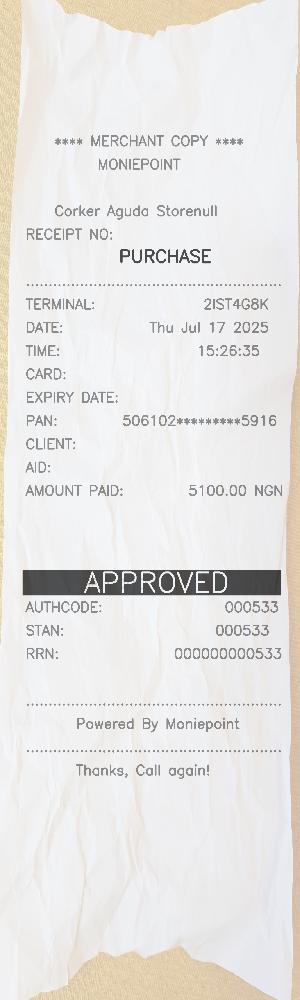 **** MERCHANT COPY ****
MONIEPOINT
Corker Aguda Storenull
RECEIPT NO:
PURCHASE
TERMINAL: 2IST4G8K
DATE: Thu Jul 17 2025
TIME: 15:26:35
CARD:
EXPIRY DATE:
PAN: 506102*********5916
CLIENT:
AID:
AMOUNT PAID: 5100.00 NGN
APPROVED
AUTHCODE: 000533
STAN: 000533
RRN: 000000000533
Powered By Moniepoint
Thanks, Call again!